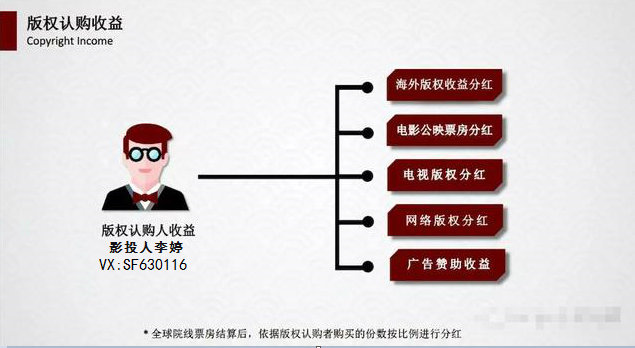 版权认购收益
Copyright Income
海外版权收益分红
电影公映票房分红
电视版权分红
网络版权分红
广告赞助收益
版权认购人收益
影投人李婷
VX:SF630116
* 全球院线票房结算后，依据版权认购者购买的份数按比例进行分红